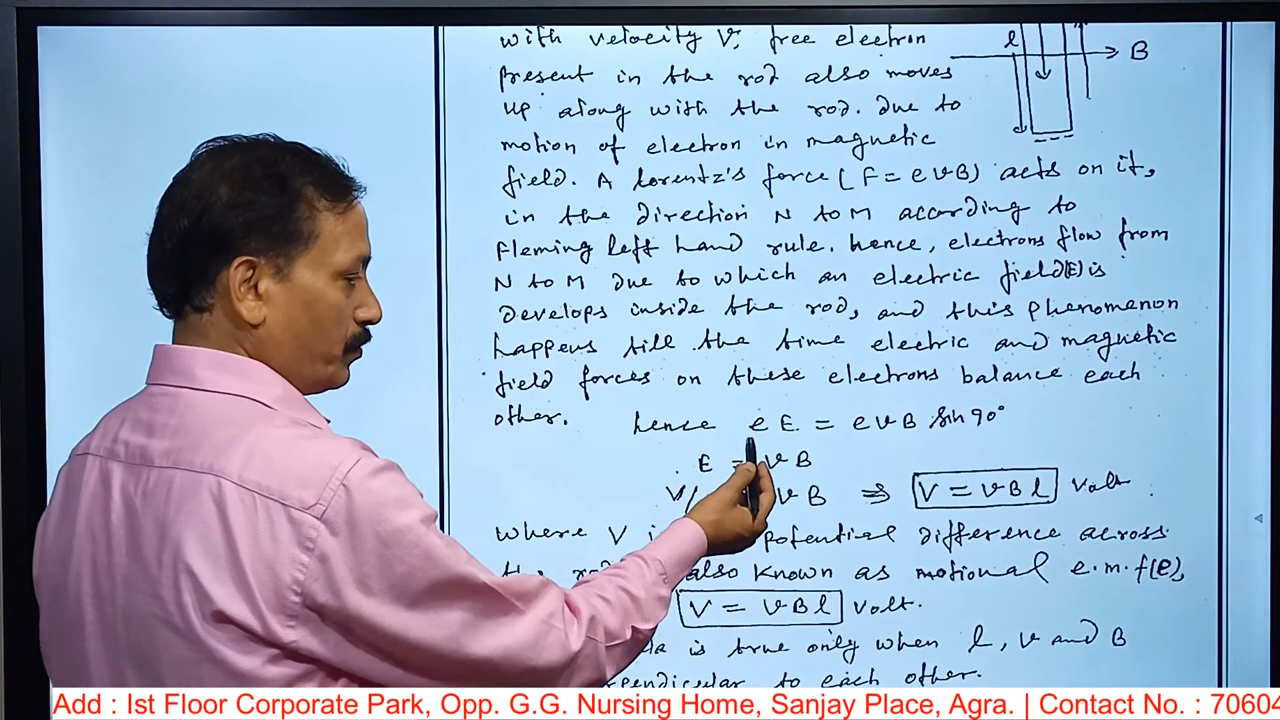 with velocity V, free electron
present in the rod also moves
up along with the rod. Due to
motion of electron in magnetic
field. A Lorentz's force (F = evB) acts on it,
in the direction N to M according to
Fleming left hand rule. hence, electrons flow from
N to M due to which an electric field(E) is
develops inside the rod, and this phenomenon
happens till the time electric and magnetic
field forces on these electrons balance each
other. hence eE = evB sin 90°
E = vB
V/ vB ⇒ V = vBl Volt
where V potential difference across
also known as motional e.m.f(e),
V = vBl volt.
is true only when l, v and B
to each other.
l
B
Add : Ist Floor Corporate Park, Opp. G.G. Nursing Home, Sanjay Place, Agra. | Contact No. : 70604